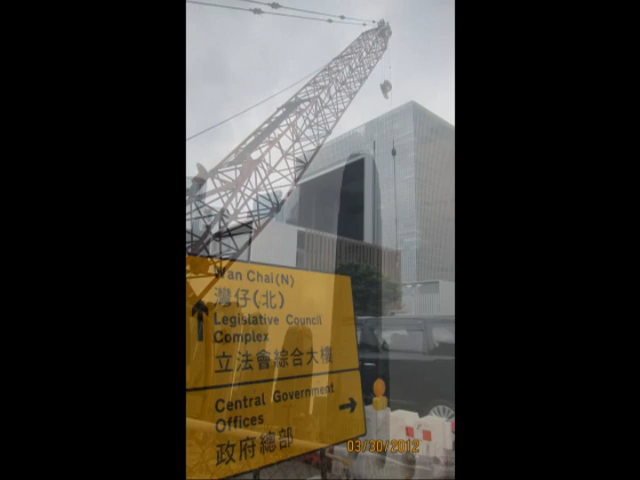 Wan Chai(N)
灣仔(北)
Legislative Council
Complex
立法會綜合大樓
Central Government
Offices
政府總部
03/30/2012